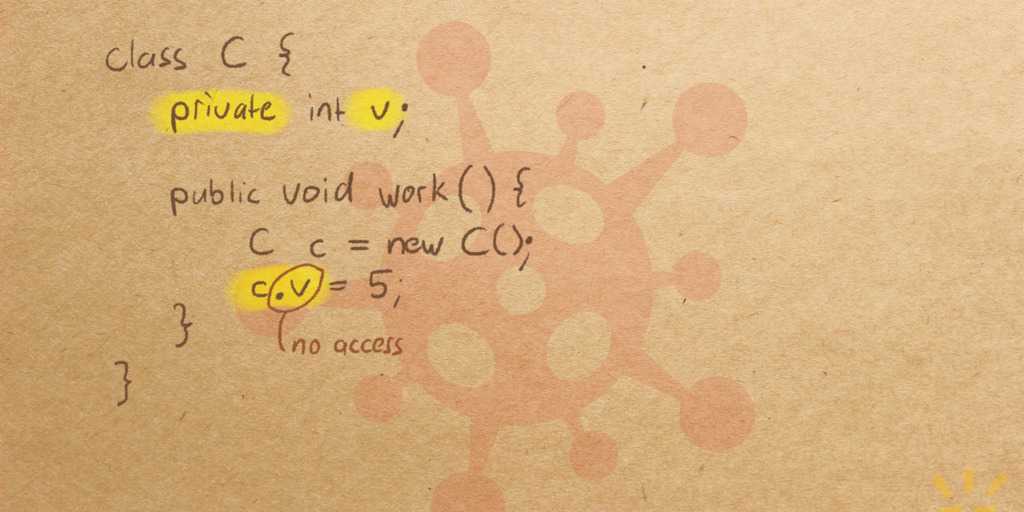 class C {
private int v;
public void work() {
C c = new C();
c.v = 5;
}
no access
}